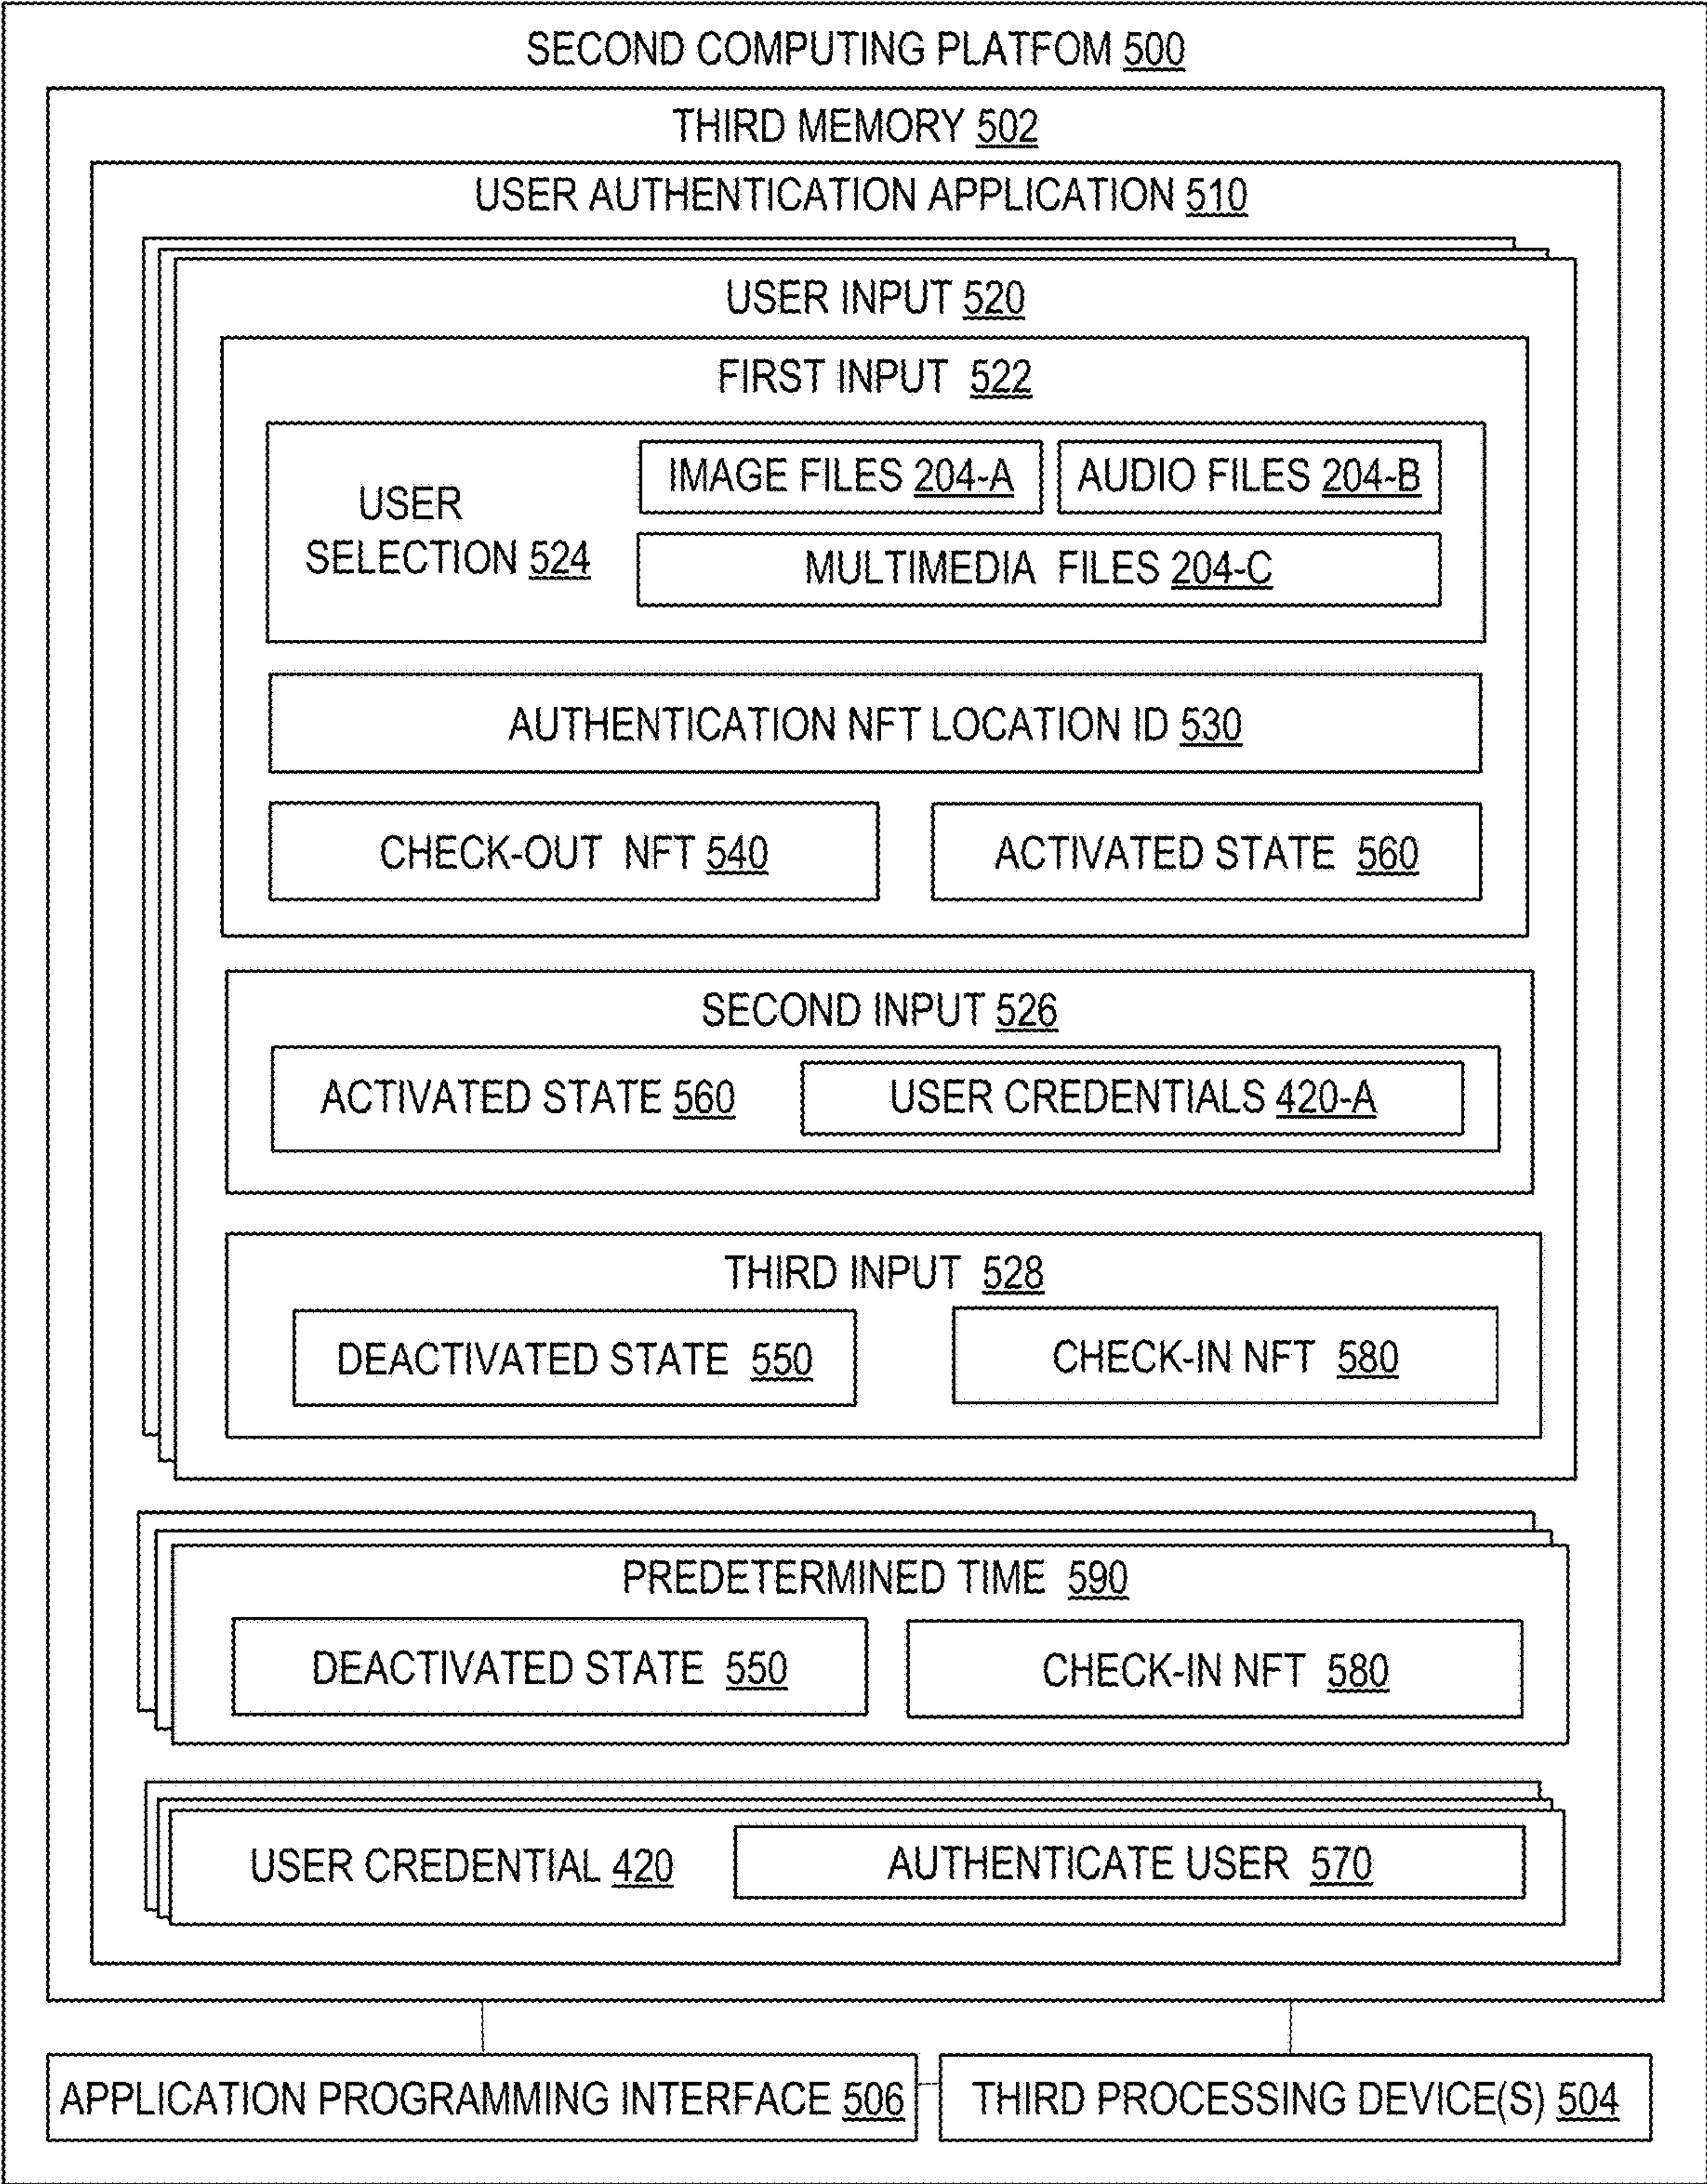 SECOND COMPUTING PLATFOM 500
THIRD MEMORY 502
USER AUTHENTICATION APPLICATION 510
USER INPUT 520
FIRST INPUT 522
IMAGE FILES 204-A
AUDIO FILES 204-B
USER
SELECTION 524
MULTIMEDIA FILES 204-C
AUTHENTICATION NFT LOCATION ID 530
CHECK-OUT NFT 540
ACTIVATED STATE 560
SECOND INPUT 526
ACTIVATED STATE 560
USER CREDENTIALS 420-A
THIRD INPUT 528
DEACTIVATED STATE 550
CHECK-IN NFT 580
PREDETERMINED TIME 590
DEACTIVATED STATE 550
CHECK-IN NFT 580
USER CREDENTIAL 420
AUTHENTICATE USER 570
APPLICATION PROGRAMMING INTERFACE 506
THIRD PROCESSING DEVICE(S) 504